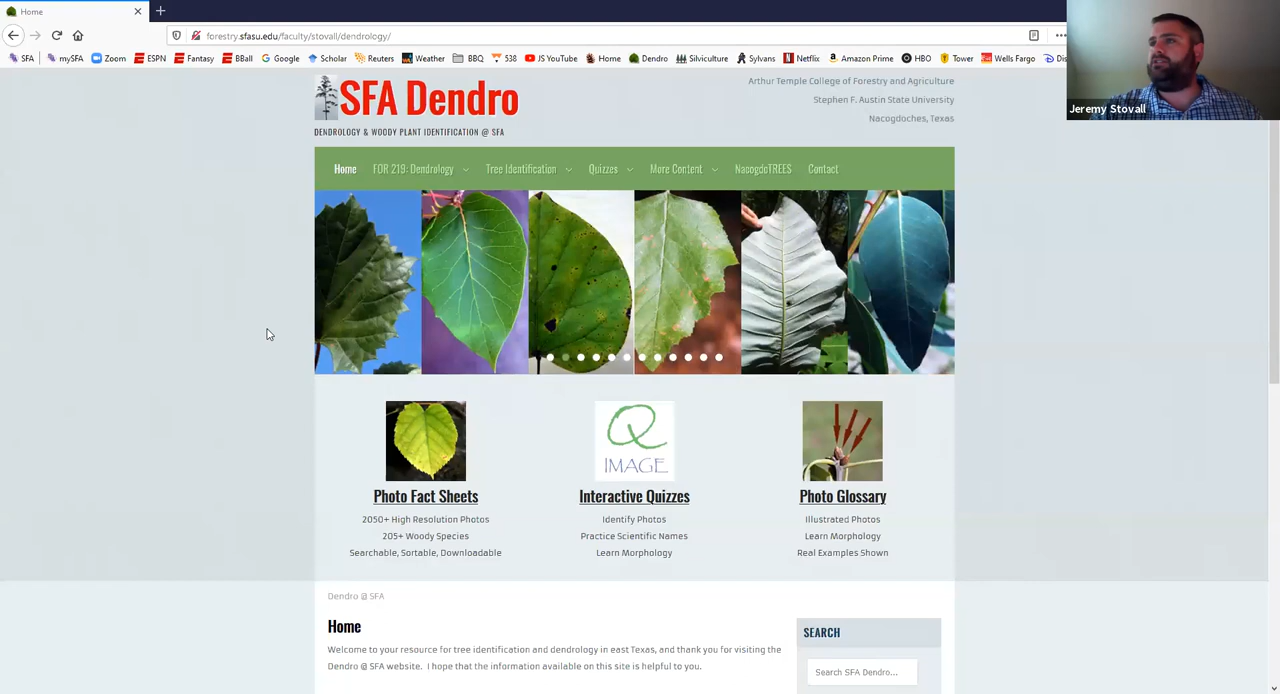 Home
forestry.sfasu.edu/faculty/stovall/dendrology/
SFA mySFA Zoom ESPN Fantasy BBall Google Scholar Reuters Weather BBQ 538 JS YouTube Home Dendro Silviculture Sylvans Netflix Amazon Prime HBO Tower Wells Fargo Dis
Jeremy Stovall
SFA Dendro
DENDROLOGY & WOODY PLANT IDENTIFICATION @ SFA
Arthur Temple College of Forestry and Agriculture
Stephen F. Austin State University
Nacogdoches, Texas
Home FOR 219: Dendrology Tree Identification Quizzes More Content NacogdoTREES Contact
Q
IMAGE
Photo Fact Sheets
2050+ High Resolution Photos
205+ Woody Species
Searchable, Sortable, Downloadable
Interactive Quizzes
Identify Photos
Practice Scientific Names
Learn Morphology
Photo Glossary
Illustrated Photos
Learn Morphology
Real Examples Shown
Dendro @ SFA
Home
Welcome to your resource for tree identification and dendrology in east Texas, and thank you for visiting the
Dendro @ SFA website. I hope that the information available on this site is helpful to you.
SEARCH
Search SFA Dendro...